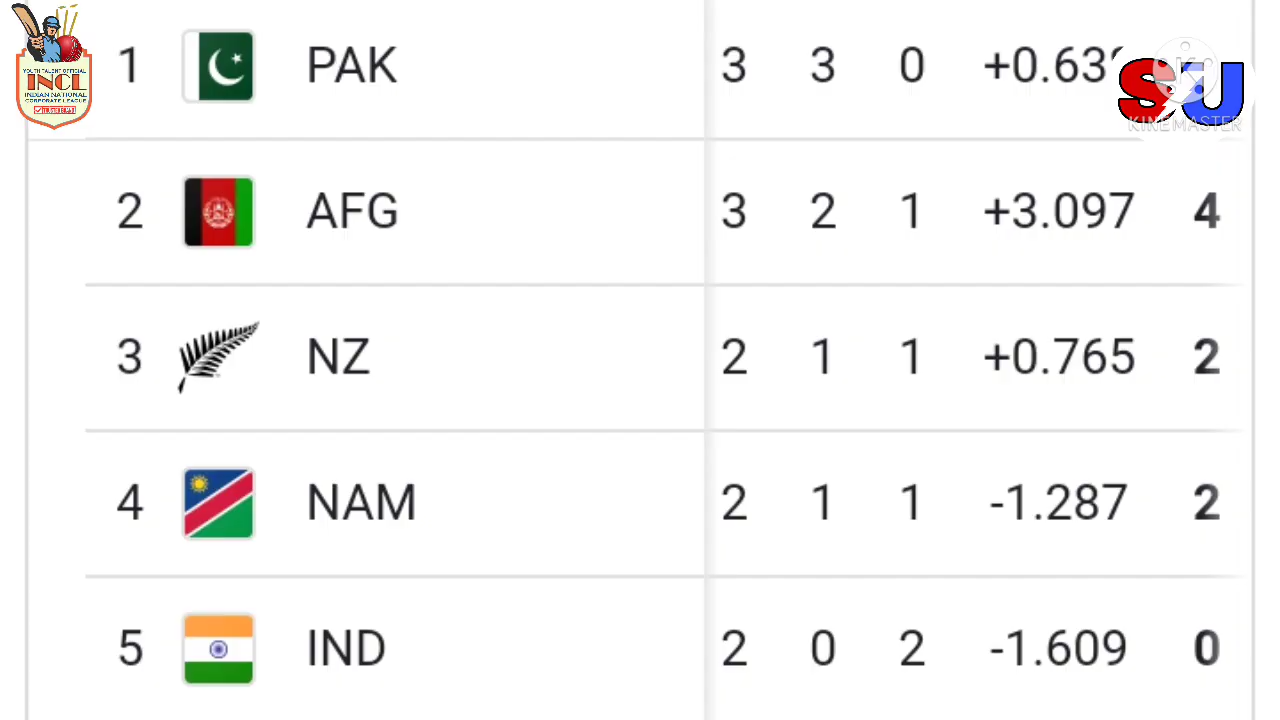 YOUTH TALENT OFFICIAL
INCL
INDIAN NATIONAL
CORPORATE LEAGUE
1 PAK 3 3 0
SU
KINEMASTER
2 AFG 3 2 1 +3.097 4
3 NZ 2 1 1 +0.765 2
4 NAM 2 1 1 -1.287 2
5 IND 2 0 2 -1.609 0